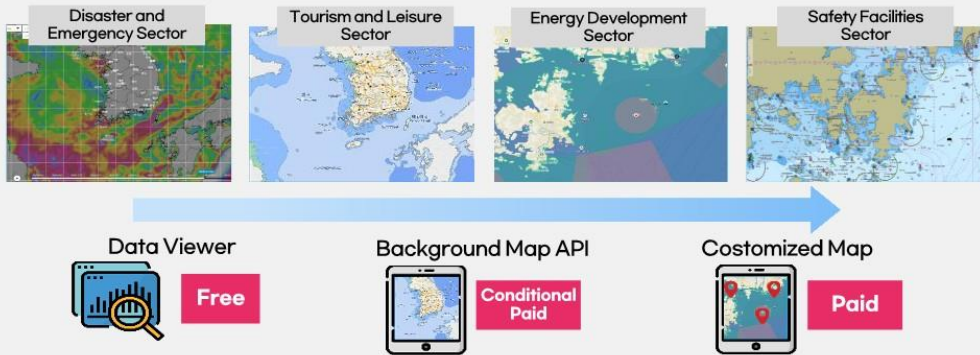 Disaster and
Emergency Sector
Tourism and Leisure
Sector
Energy Development
Sector
Safety Facilities
Sector
Data Viewer
Free
Background Map API
Conditional
Paid
Costomized Map
Paid